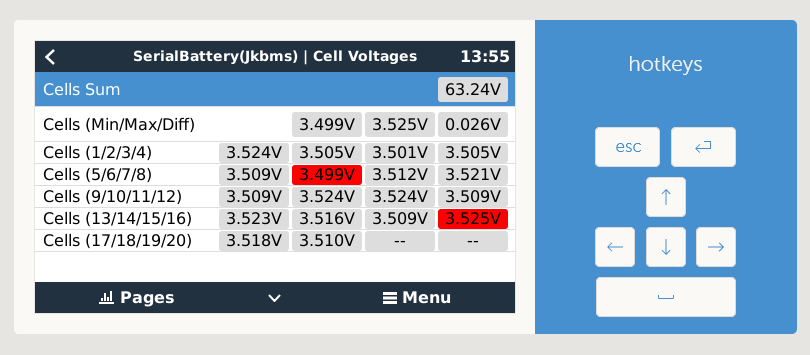 SerialBattery(Jkbms) | Cell Voltages 13:55
Cells Sum 63.24V
Cells (Min/Max/Diff) 3.499V 3.525V 0.026V
Cells (1/2/3/4) 3.524V 3.505V 3.501V 3.505V
Cells (5/6/7/8) 3.509V 3.499V 3.512V 3.521V
Cells (9/10/11/12) 3.509V 3.524V 3.524V 3.509V
Cells (13/14/15/16) 3.523V 3.516V 3.509V 3.525V
Cells (17/18/19/20) 3.518V 3.510V -- --
Pages Menu
hotkeys
esc